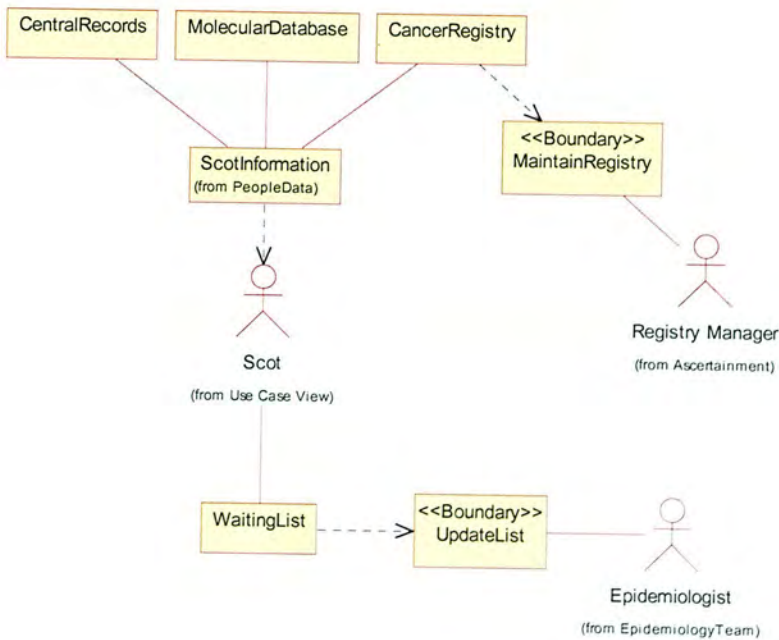 CentralRecords
MolecularDatabase
CancerRegistry
<<Boundary>>
MaintainRegistry
ScotInformation
(from PeopleData)
Scot
(from Use Case View)
Registry Manager
(from Ascertainment)
WaitingList
<<Boundary>>
UpdateList
Epidemiologist
(from EpidemiologyTeam)